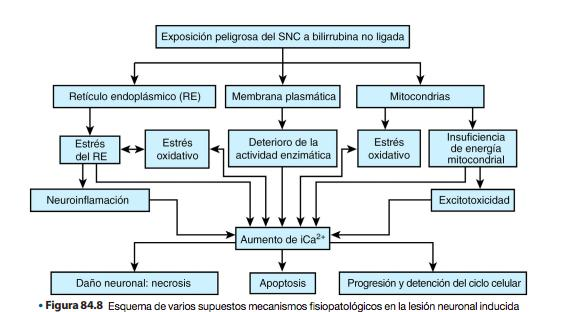 Exposición peligrosa del SNC a bilirrubina no ligada
Retículo endoplásmico (RE)
Membrana plasmática
Mitocondrias
Estrés
del RE
Estrés
oxidativo
Deterioro de la
actividad enzimática
Estrés
oxidativo
Insuficiencia
de energía
mitocondrial
Neuroinflamación
Excitotoxicidad
Aumento de iCa²⁺
Daño neuronal: necrosis
Apoptosis
Progresión y detención del ciclo celular
• Figura 84.8 Esquema de varios supuestos mecanismos fisiopatológicos en la lesión neuronal inducida